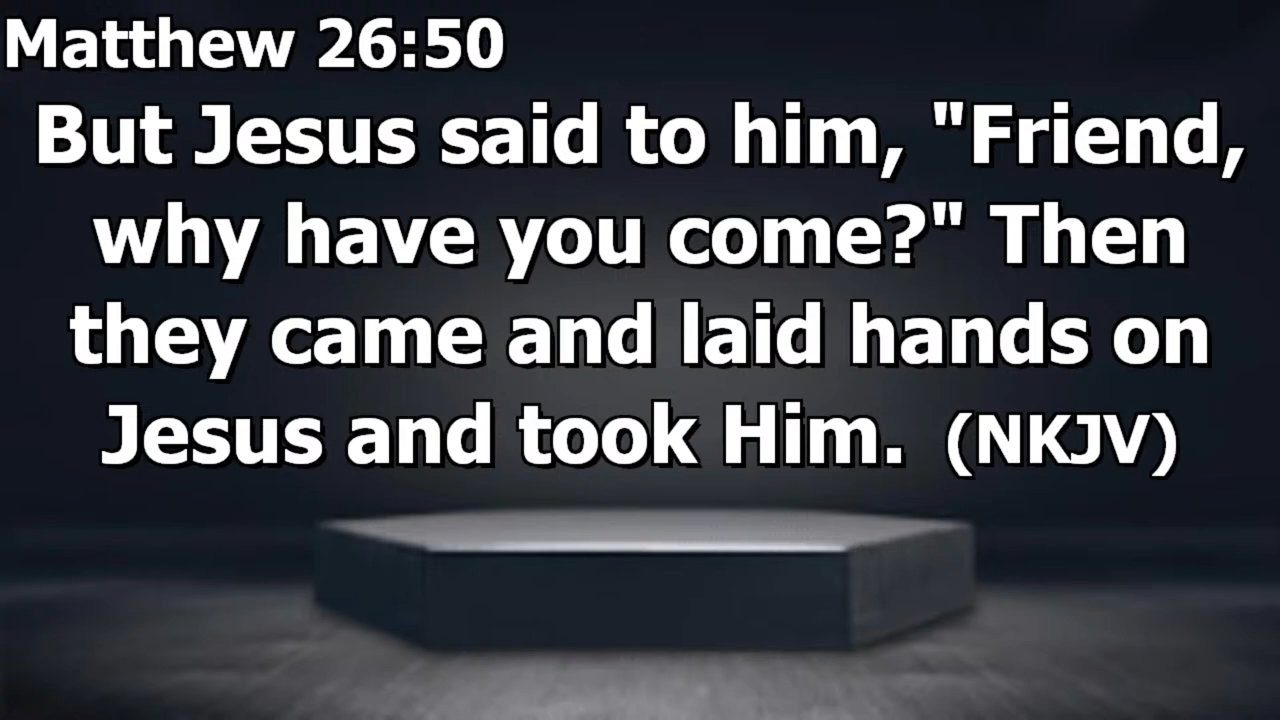 Matthew 26:50
But Jesus said to him, "Friend,
why have you come?" Then
they came and laid hands on
Jesus and took Him. (NKJV)